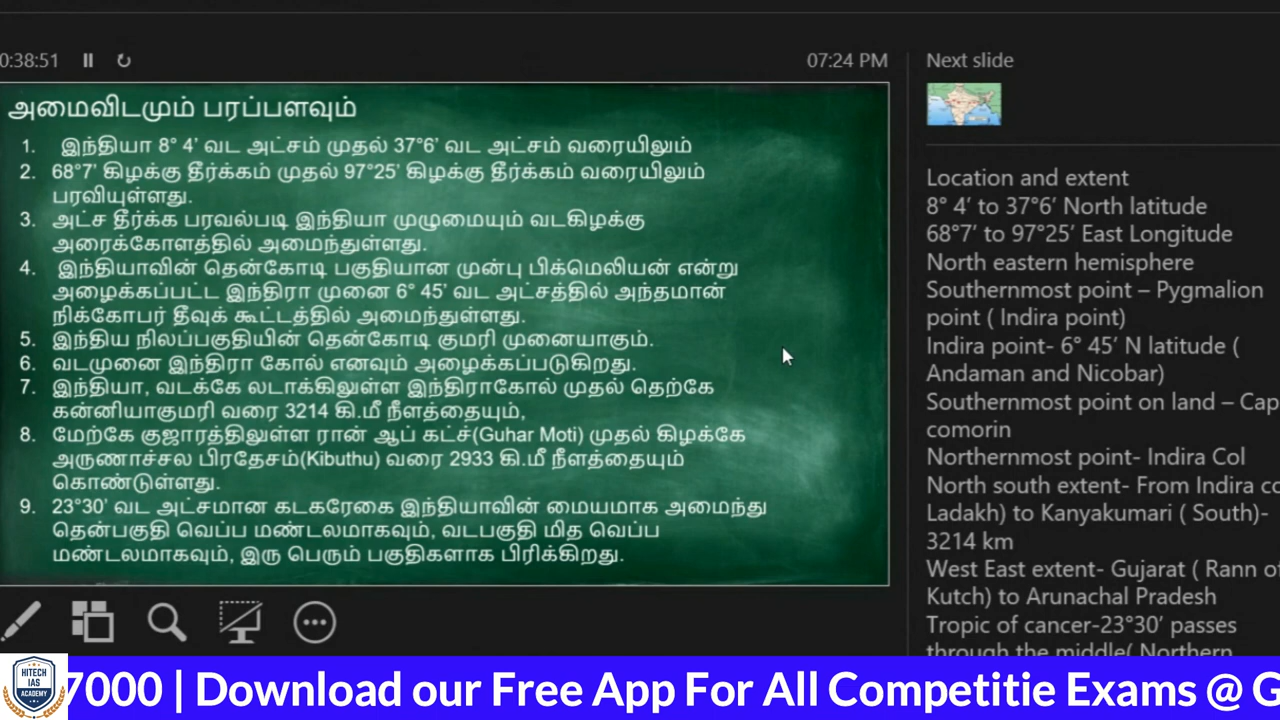 0:38:51
07:24 PM
அமைவிடமும் பரப்பளவும்
1. இந்தியா 8° 4’ வட அட்சம் முதல் 37°6’ வட அட்சம் வரையிலும்
2. 68°7’ கிழக்கு தீர்க்கம் முதல் 97°25’ கிழக்கு தீர்க்கம் வரையிலும்
பரவியுள்ளது.
3. அட்ச தீர்க்க பரவல்படி இந்தியா முழுமையும் வடகிழக்கு
அரைக்கோளத்தில் அமைந்துள்ளது.
4. இந்தியாவின் தென்கோடி பகுதியான முன்பு பிக்மெலியன் என்று
அழைக்கப்பட்ட இந்திரா முனை 6° 45’ வட அட்சத்தில் அந்தமான்
நிக்கோபர் தீவுக் கூட்டத்தில் அமைந்துள்ளது.
5. இந்திய நிலப்பகுதியின் தென்கோடி குமரி முனையாகும்.
6. வடமுனை இந்திரா கோல் எனவும் அழைக்கப்படுகிறது.
7. இந்தியா, வடக்கே லடாக்கிலுள்ள இந்திராகோல் முதல் தெற்கே
கன்னியாகுமரி வரை 3214 கி.மீ நீளத்தையும்,
8. மேற்கே குஜாரத்திலுள்ள ரான் ஆப் கட்ச்(Guhar Moti) முதல் கிழக்கே
அருணாச்சல பிரதேசம்(Kibuthu) வரை 2933 கி.மீ நீளத்தையும்
கொண்டுள்ளது.
9. 23°30’ வட அட்சமான கடகரேகை இந்தியாவின் மையமாக அமைந்து
தென்பகுதி வெப்ப மண்டலமாகவும், வடபகுதி மித வெப்ப
மண்டலமாகவும், இரு பெரும் பகுதிகளாக பிரிக்கிறது.
Next slide
Location and extent
8° 4’ to 37°6’ North latitude
68°7’ to 97°25’ East Longitude
North eastern hemisphere
Southernmost point – Pygmalion
point ( Indira point)
Indira point- 6° 45’ N latitude (
Andaman and Nicobar)
Southernmost point on land – Cap
comorin
Northernmost point- Indira Col
North south extent- From Indira co
Ladakh) to Kanyakumari ( South)-
3214 km
West East extent- Gujarat ( Rann of
Kutch) to Arunachal Pradesh
Tropic of cancer-23°30’ passes
through the middle( Northern
HITECH
IAS
ACADEMY
7000 | Download our Free App For All Competitie Exams @ G